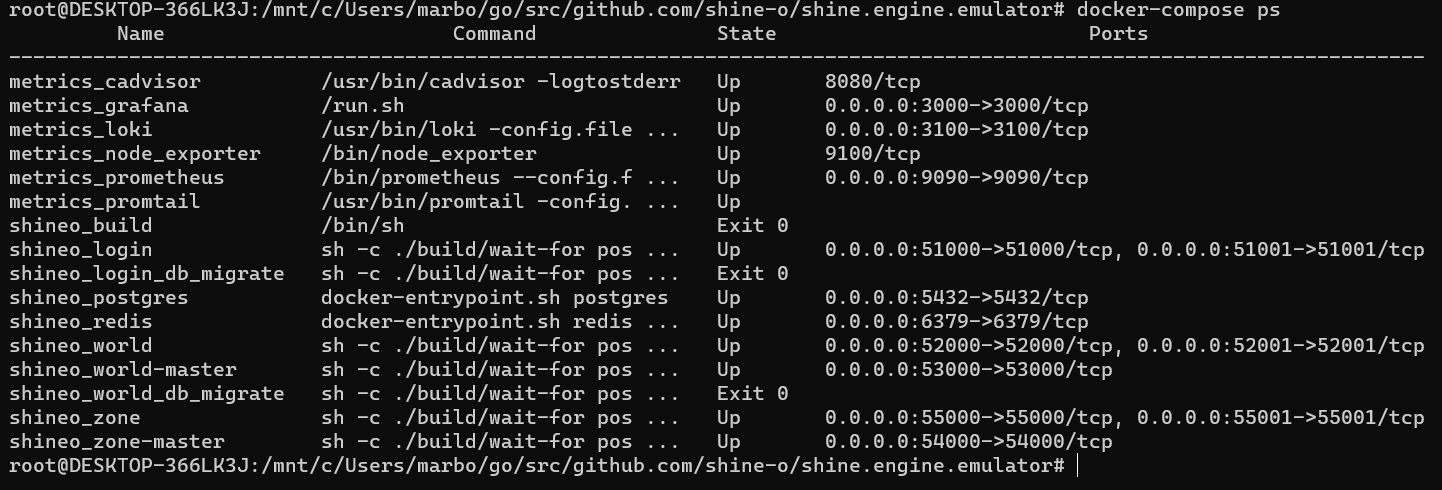 root@DESKTOP-366LK3J:/mnt/c/Users/marbo/go/src/github.com/shine-o/shine.engine.emulator# docker-compose ps
Name Command State Ports
------------------------------------------------------------------------------------------------------------------------
metrics_cadvisor /usr/bin/cadvisor -logtostderr Up 8080/tcp
metrics_grafana /run.sh Up 0.0.0.0:3000->3000/tcp
metrics_loki /usr/bin/loki -config.file ... Up 0.0.0.0:3100->3100/tcp
metrics_node_exporter /bin/node_exporter Up 9100/tcp
metrics_prometheus /bin/prometheus --config.f ... Up 0.0.0.0:9090->9090/tcp
metrics_promtail /usr/bin/promtail -config. ... Up
shineo_build /bin/sh Exit 0
shineo_login sh -c ./build/wait-for pos ... Up 0.0.0.0:51000->51000/tcp, 0.0.0.0:51001->51001/tcp
shineo_login_db_migrate sh -c ./build/wait-for pos ... Exit 0
shineo_postgres docker-entrypoint.sh postgres Up 0.0.0.0:5432->5432/tcp
shineo_redis docker-entrypoint.sh redis ... Up 0.0.0.0:6379->6379/tcp
shineo_world sh -c ./build/wait-for pos ... Up 0.0.0.0:52000->52000/tcp, 0.0.0.0:52001->52001/tcp
shineo_world-master sh -c ./build/wait-for pos ... Up 0.0.0.0:53000->53000/tcp
shineo_world_db_migrate sh -c ./build/wait-for pos ... Exit 0
shineo_zone sh -c ./build/wait-for pos ... Up 0.0.0.0:55000->55000/tcp, 0.0.0.0:55001->55001/tcp
shineo_zone-master sh -c ./build/wait-for pos ... Up 0.0.0.0:54000->54000/tcp
root@DESKTOP-366LK3J:/mnt/c/Users/marbo/go/src/github.com/shine-o/shine.engine.emulator#